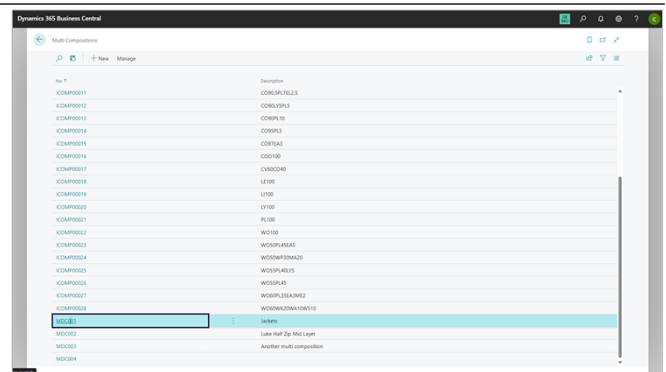 Dynamics 365 Business Central
Multi Compositions
+ New Manage
No. ↑ Description
ICOMP00011 CO90,5PL7EL2,5
ICOMP00012 CO90LY5PL5
ICOMP00013 CO90PL10
ICOMP00014 CO95PL5
ICOMP00015 CO97EA3
ICOMP00016 COO100
ICOMP00017 CV60CO40
ICOMP00018 LE100
ICOMP00019 LI100
ICOMP00020 LY100
ICOMP00021 PL100
ICOMP00022 WO100
ICOMP00023 WO50PL45EA5
ICOMP00024 WO50WP30MA20
ICOMP00025 WO55PL40LY5
ICOMP00026 WO55PL45
ICOMP00027 WO60PL35EA3ME2
ICOMP00028 WO60WK20WA10WS10
MDC001 Jackets
MDC002 Luke Half Zip Mid Layer
MDC003 Another multi composition
MDC004